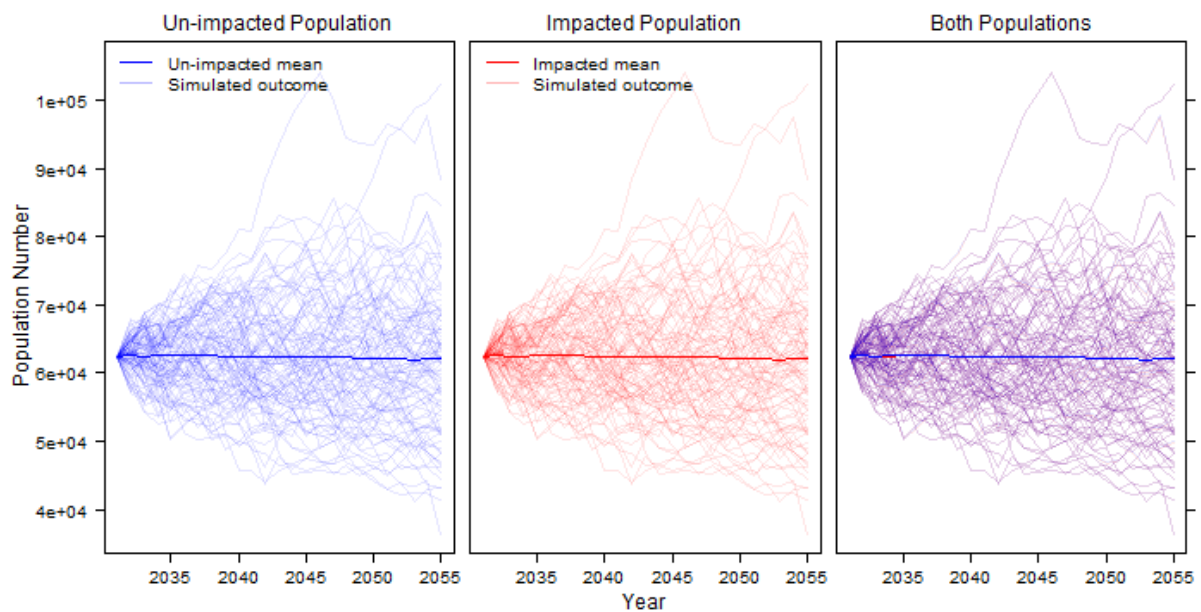 Un-impacted Population
Impacted Population
Both Populations
Un-impacted mean
Simulated outcome
Impacted mean
Simulated outcome
Population Number
1e+05
9e+04
8e+04
7e+04
6e+04
5e+04
4e+04
2035 2040 2045 2050 2055
2035 2040 2045 2050 2055
2035 2040 2045 2050 2055
Year